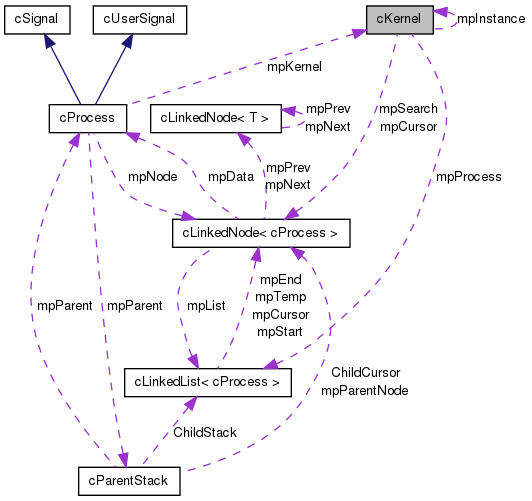 cSignal
cUserSignal
cKernel
mpInstance
mpKernel
cProcess
cLinkedNode< T >
mpPrev
mpNext
mpSearch
mpCursor
mpNode
mpData
mpPrev
mpNext
mpProcess
cLinkedNode< cProcess >
mpParent
mpParent
mpList
mpEnd
mpTemp
mpCursor
mpStart
cLinkedList< cProcess >
ChildCursor
mpParentNode
ChildStack
cParentStack